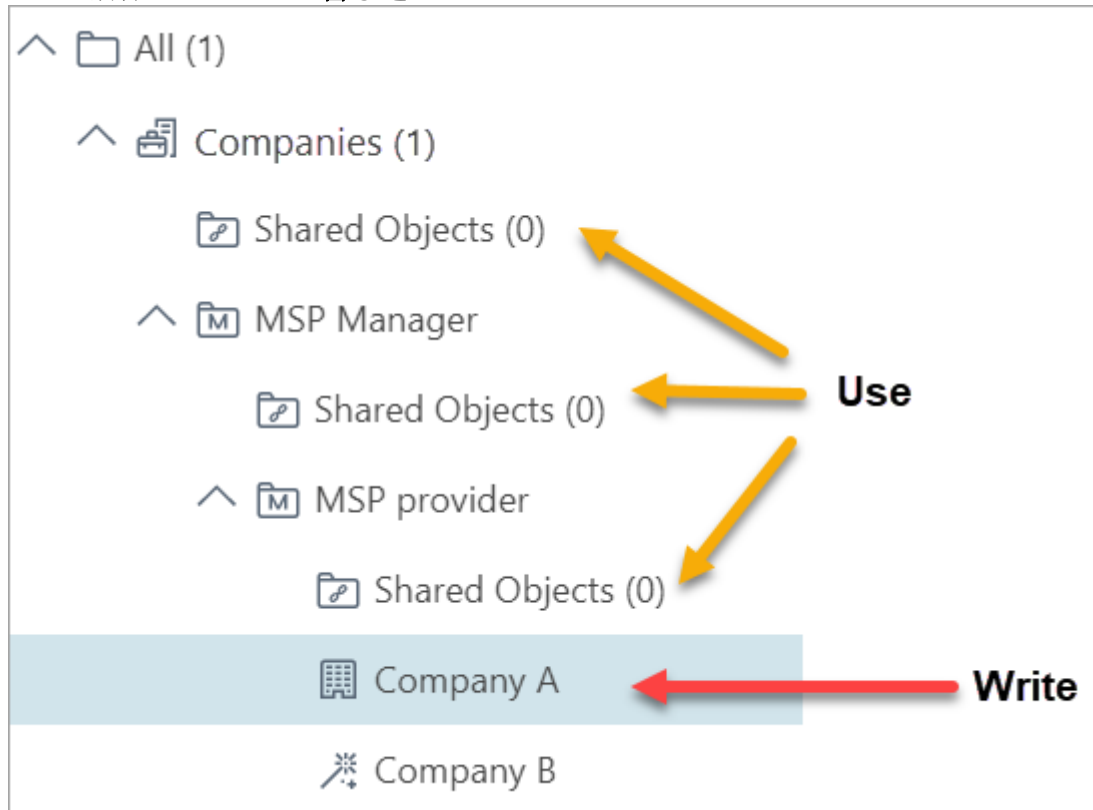 All (1)
Companies (1)
Shared Objects (0)
MSP Manager
Shared Objects (0)
Use
MSP provider
Shared Objects (0)
Company A
Write
Company B